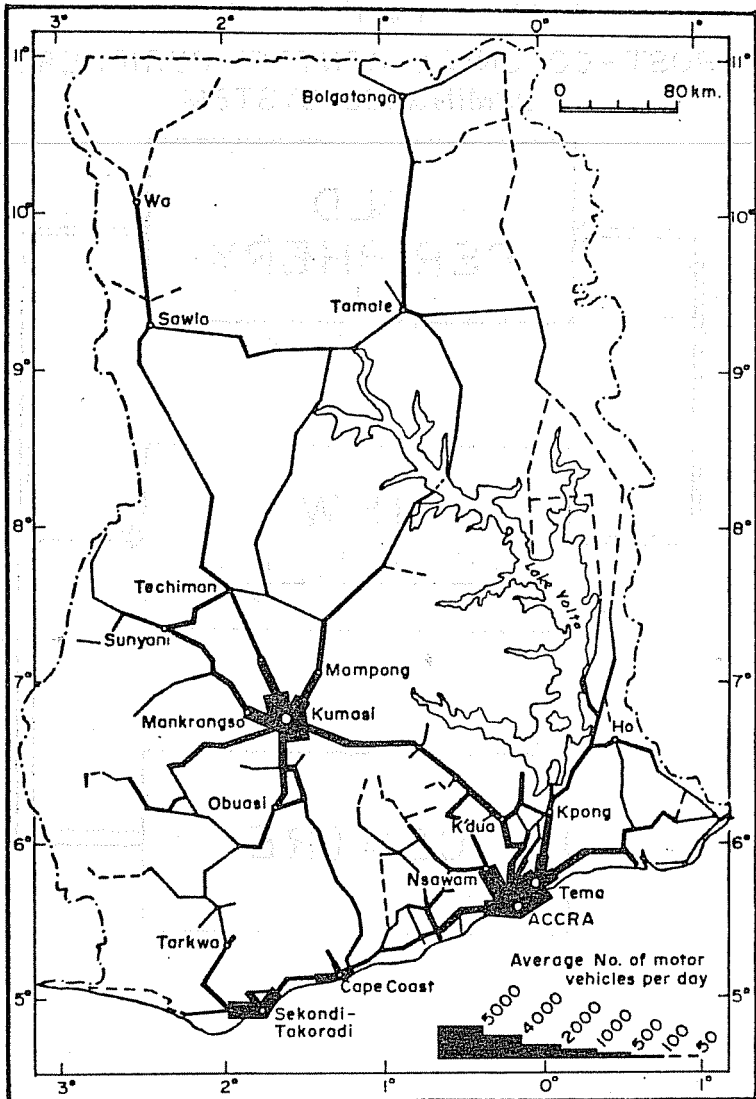 3°
2°
1°
0°
11°
11°
Bolgatanga
0 80 km.
Wa
10°
10°
Tamale
Sawla
9°
9°
8°
8°
Lake Volta
Techiman
Sunyani
7°
7°
Mampong
Mankrangso
Kumasi
Ho
Obuasi
Kpong
6°
K'dua
6°
Nsawam
Tema
ACCRA
Tarkwa
Average No. of motor
vehicles per day
Cape Coast
5°
5°
Sekondi-
Takoradi
5000
4000
2000
1000
500
100
50
3°
2°
1°
0°
1°